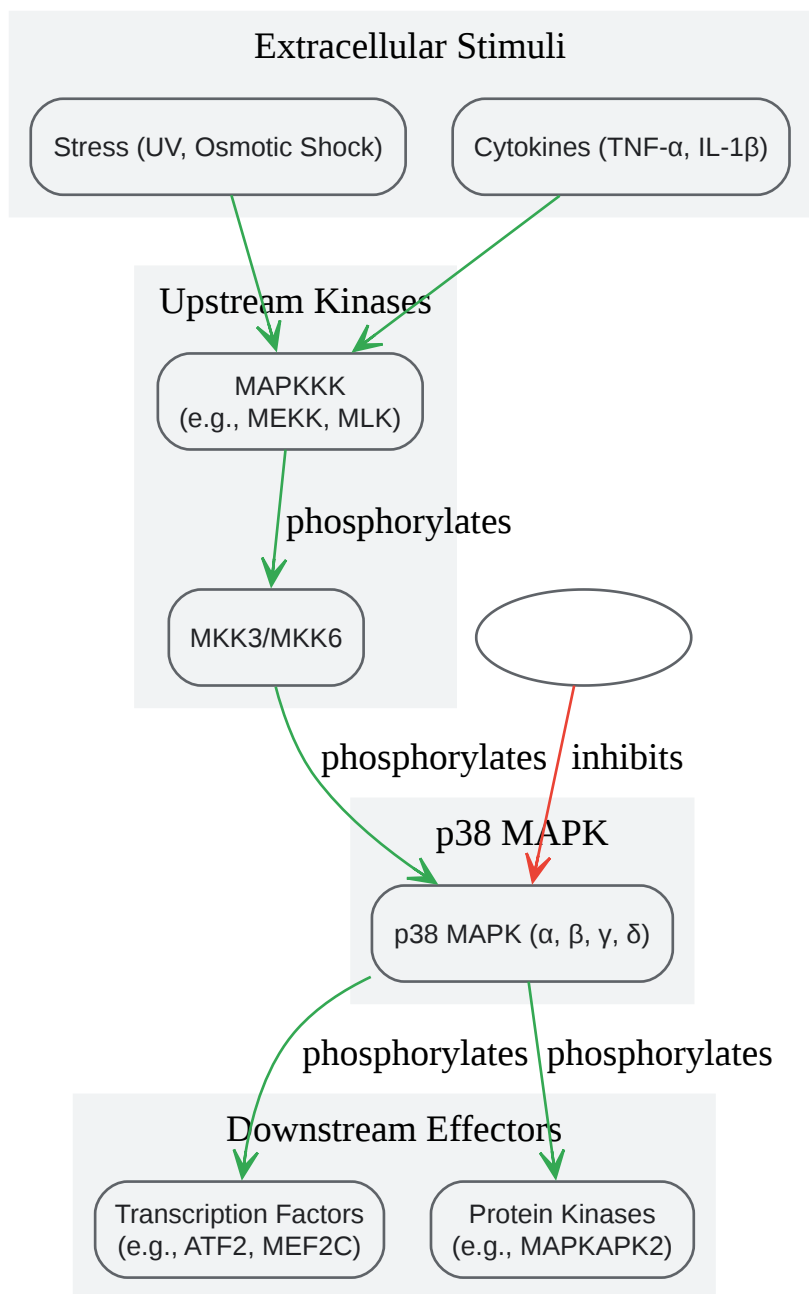 Extracellular Stimuli
Stress (UV, Osmotic Shock)
Cytokines (TNF-α, IL-1β)
Upstream Kinases
MAPKKK
(e.g., MEKK, MLK)
phosphorylates
MKK3/MKK6
phosphorylates
inhibits
p38 MAPK
p38 MAPK (α, β, γ, δ)
phosphorylates
phosphorylates
Downstream Effectors
Transcription Factors
(e.g., ATF2, MEF2C)
Protein Kinases
(e.g., MAPKAPK2)